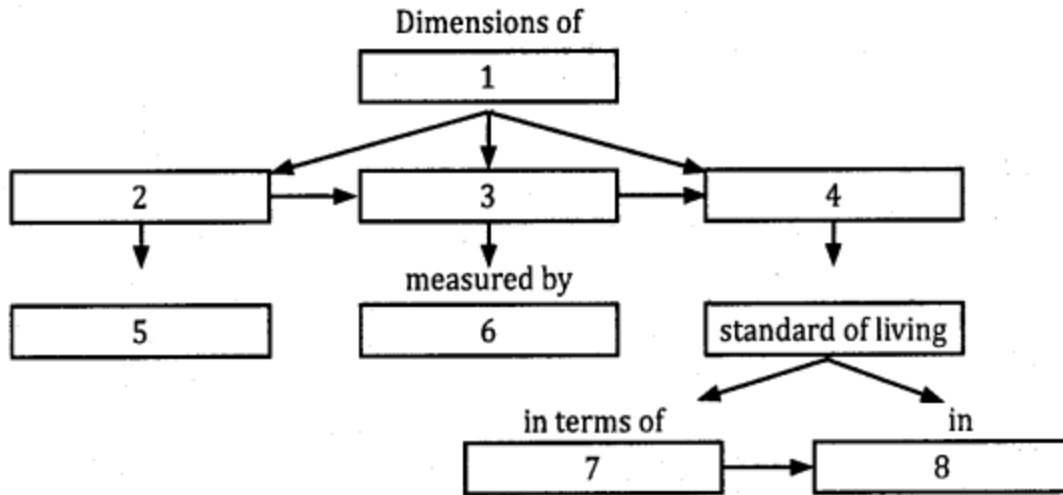 Dimensions of
1
2 3 4
measured by
5 6 standard of living
in terms of in
7 8